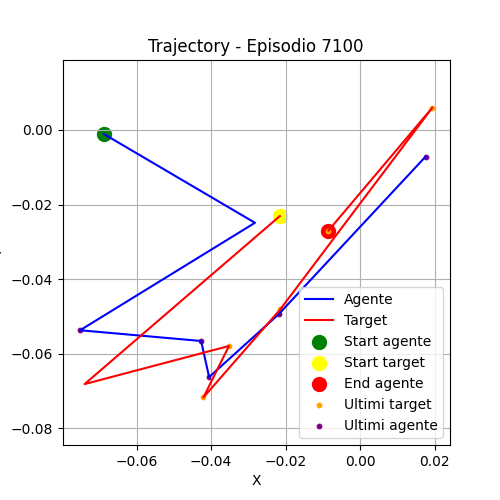 Trajectory - Episodio 7100
0.00
−0.02
−0.04
−0.06
−0.08
Agente
Target
Start agente
Start target
End agente
Ultimi target
Ultimi agente
−0.06
−0.04
−0.02
0.00
0.02
X